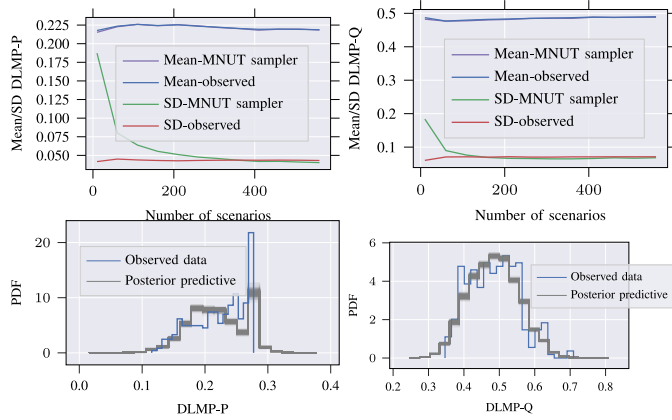 Mean/SD DLMP-P
0.225
0.200
0.175
0.150
0.125
0.100
0.075
0.050
Mean-MNUT sampler
Mean-observed
SD-MNUT sampler
SD-observed
0
200
400
Number of scenarios
Mean/SD DLMP-Q
0.5
0.4
0.3
0.2
0.1
Mean-MNUT sampler
Mean-observed
SD-MNUT sampler
SD-observed
0
200
400
Number of scenarios
PDF
20
10
0
Observed data
Posterior predictive
0.0
0.1
0.2
0.3
0.4
DLMP-P
PDF
6
4
2
0
Observed data
Posterior predictive
0.2
0.3
0.4
0.5
0.6
0.7
0.8
DLMP-Q